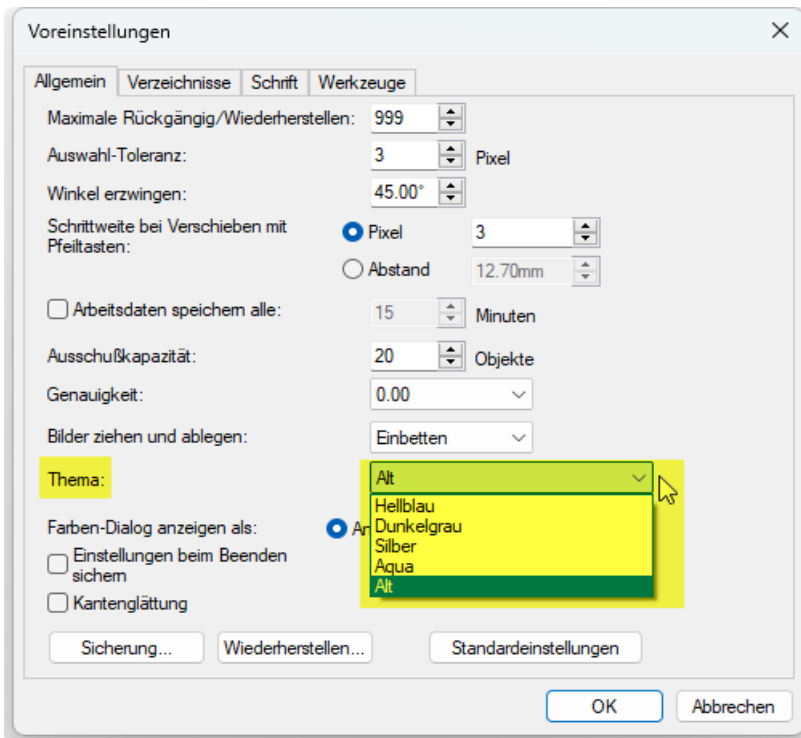 Voreinstellungen
Allgemein Verzeichnisse Schrift Werkzeuge
Maximale Rückgängig/Wiederherstellen: 999
Auswahl-Toleranz: 3 Pixel
Winkel erzwingen: 45.00°
Schrittweite bei Verschieben mit
Pfeiltasten:
Pixel 3
Abstand 12.70mm
Arbeitsdaten speichern alle: 15 Minuten
Ausschußkapazität: 20 Objekte
Genauigkeit: 0.00
Bilder ziehen und ablegen: Einbetten
Thema: Alt
Hellblau
Dunkelgrau
Silber
Aqua
Alt
Farben-Dialog anzeigen als:
Einstellungen beim Beenden
sichern
Kantenglättung
Sicherung... Wiederherstellen... Standardeinstellungen
OK Abbrechen